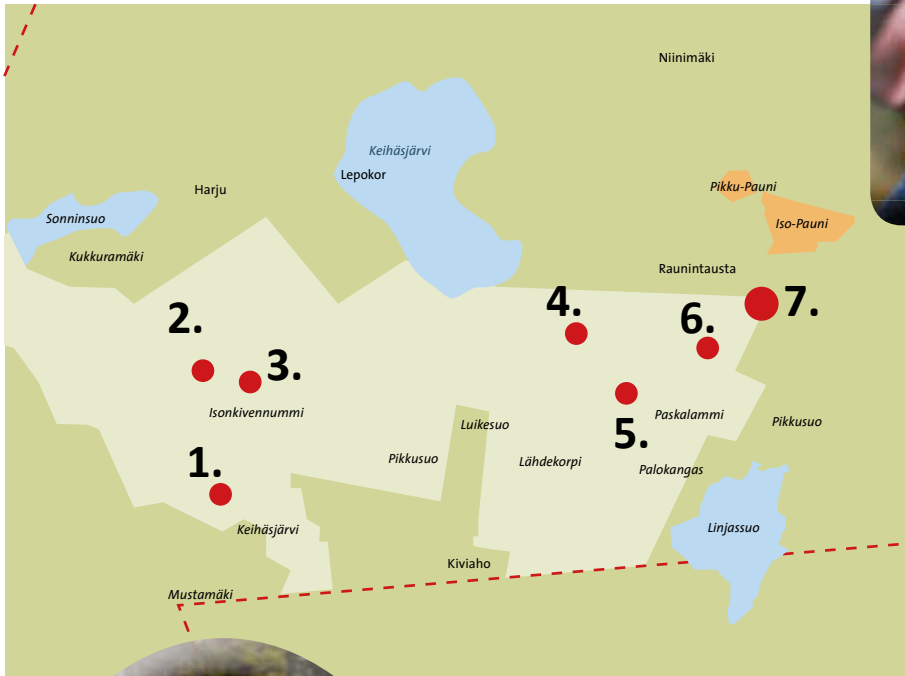 Niinimäki
Keihäsjärvi
Lepokor
Harju
Pikku-Pauni
Iso-Pauni
Sonninsuo
Kukkuramäki
Raunintausta
2.
3.
4.
6.
7.
Isonkivennummi
Paskalammi
5.
Luikesuo
Pikkusuo
1.
Pikkusuo
Lähdekorpi
Palokangas
Keihäsjärvi
Linjassuo
Kiviaho
Mustamäki